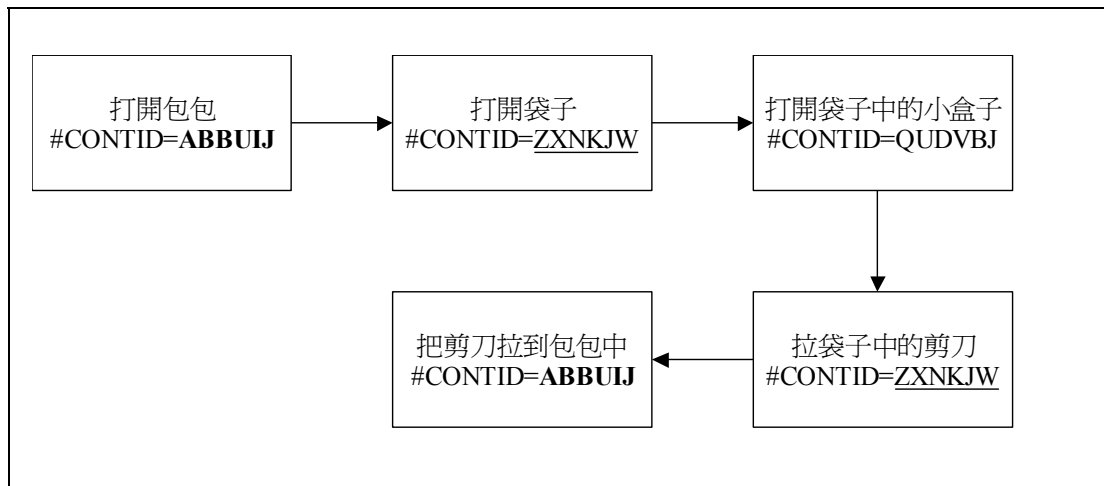 打開包包
#CONTID=ABBUIJ
打開袋子
#CONTID=ZXNKJW
打開袋子中的小盒子
#CONTID=QUDVBJ
拉袋子中的剪刀
#CONTID=ZXNKJW
把剪刀拉到包包中
#CONTID=ABBUIJ